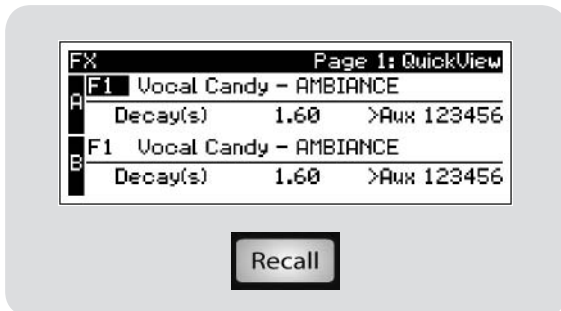 FX Page 1: QuickView
A F1 Vocal Candy - AMBIANCE
Decay(s) 1.60 >Aux 123456
B F1 Vocal Candy - AMBIANCE
Decay(s) 1.60 >Aux 123456
Recall